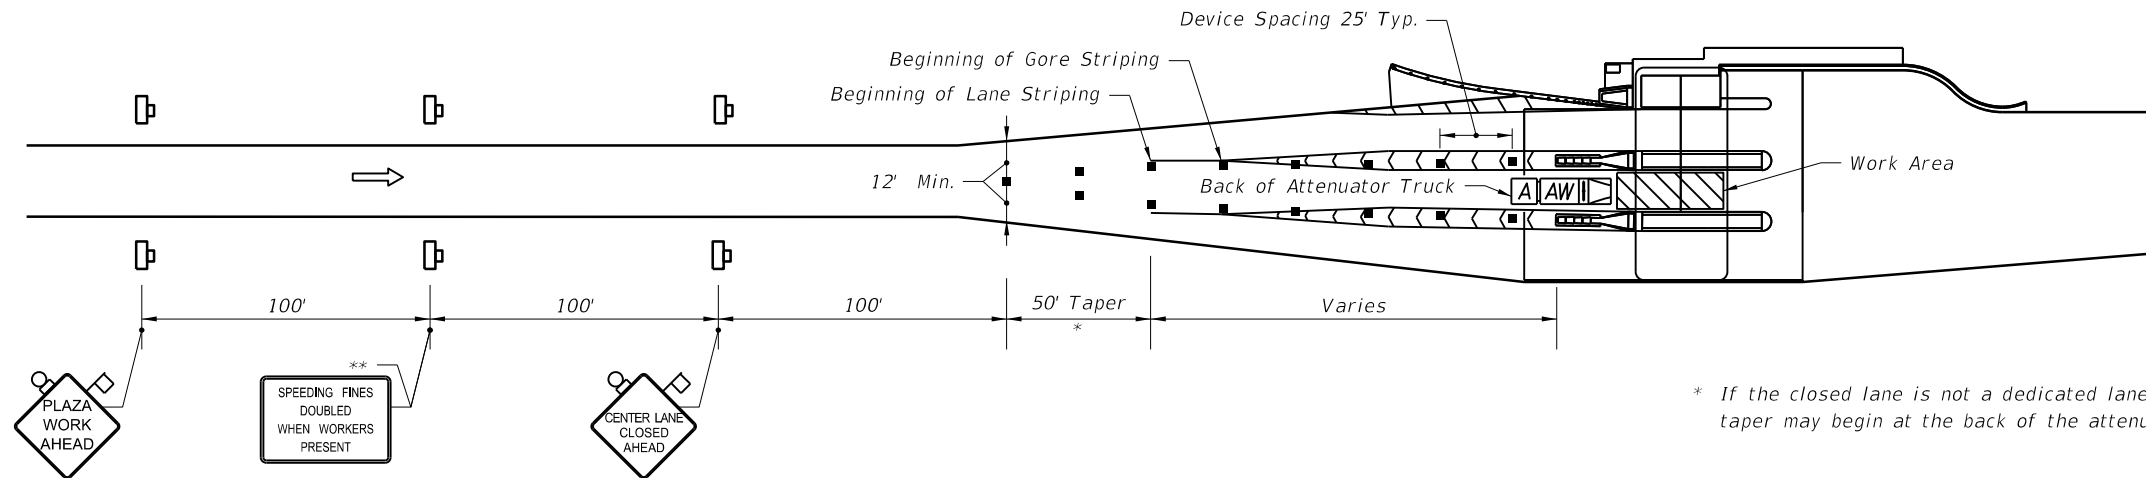 Device Spacing 25' Typ.
Beginning of Gore Striping
Beginning of Lane Striping
12' Min.
Back of Attenuator Truck
A
AW
Work Area
100'
100'
100'
50' Taper
*
Varies
**
PLAZA
WORK
AHEAD
SPEEDING FINES
DOUBLED
WHEN WORKERS
PRESENT
CENTER LANE
CLOSED
AHEAD
* If the closed lane is not a dedicated lane
taper may begin at the back of the attenu